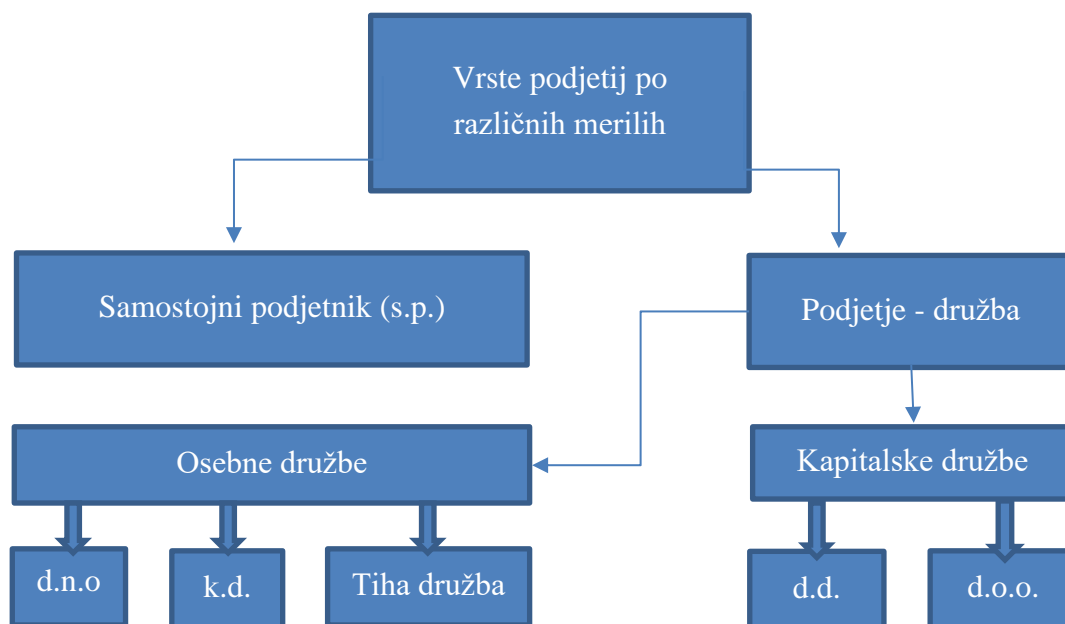 Vrste podjetij po
različnih merilih
Samostojni podjetnik (s.p.)
Podjetje - družba
Osebne družbe
Kapitalske družbe
d.n.o
k.d.
Tiha družba
d.d.
d.o.o.